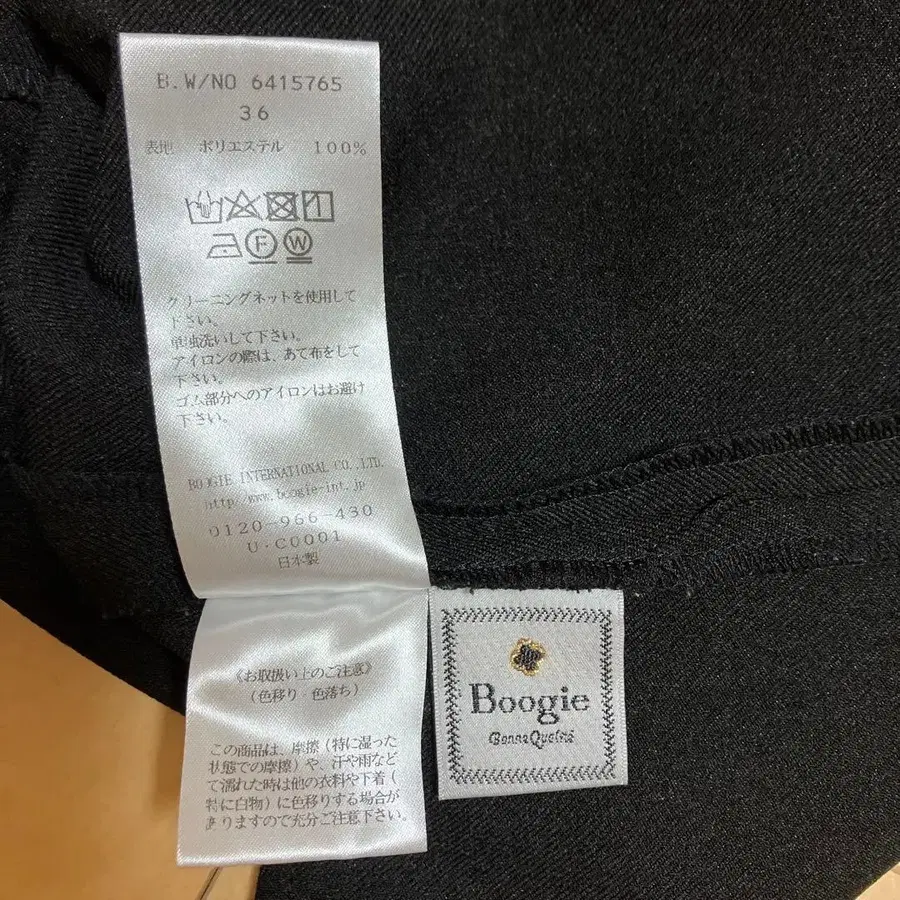 B.W/NO 6415765
36
表地 ポリエステル 100%
F W
クリーニングネットを使用して
下さい。
単独洗いして下さい。
アイロンの際は、あて布をして
下さい。
ゴム部分へのアイロンはお避け
下さい。
BOOGIE INTERNATIONAL CO.,LTD.
http://www.boogie-int.jp
0120-966-430
U・C0001
日本製
《お取扱い上のご注意》
(色移り・色落ち)
この商品は、摩擦(特に湿った
状態での摩擦)や、汗や雨など
て濡れた時は他の衣料や下着(
特に白物)に色移りする場合が
ありますので充分ご注意下さい。
Boogie
BonneQualité